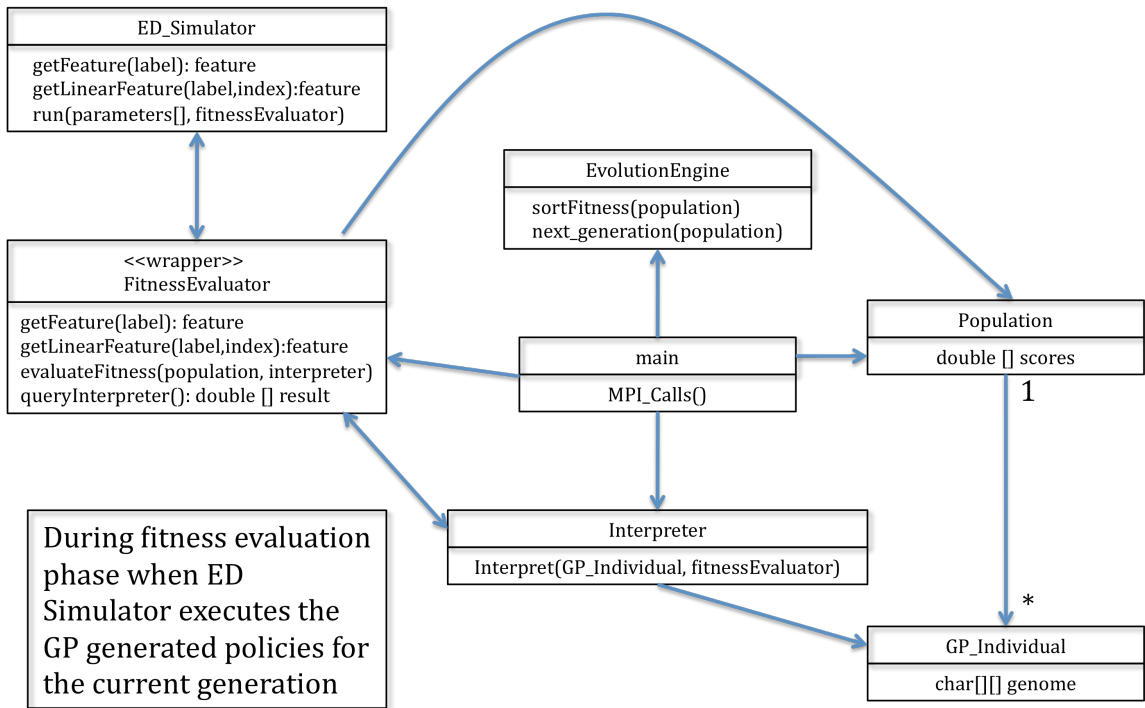 ED_Simulator
getFeature(label): feature
getLinearFeature(label,index):feature
run(parameters[], fitnessEvaluator)
EvolutionEngine
sortFitness(population)
next_generation(population)
<<wrapper>>
FitnessEvaluator
getFeature(label): feature
getLinearFeature(label,index):feature
evaluateFitness(population, interpreter)
queryInterpreter(): double [] result
main
MPI_Calls()
Population
double [] scores
1
*
Interpreter
Interpret(GP_Individual, fitnessEvaluator)
GP_Individual
char[][] genome
During fitness evaluation
phase when ED
Simulator executes the
GP generated policies for
the current generation